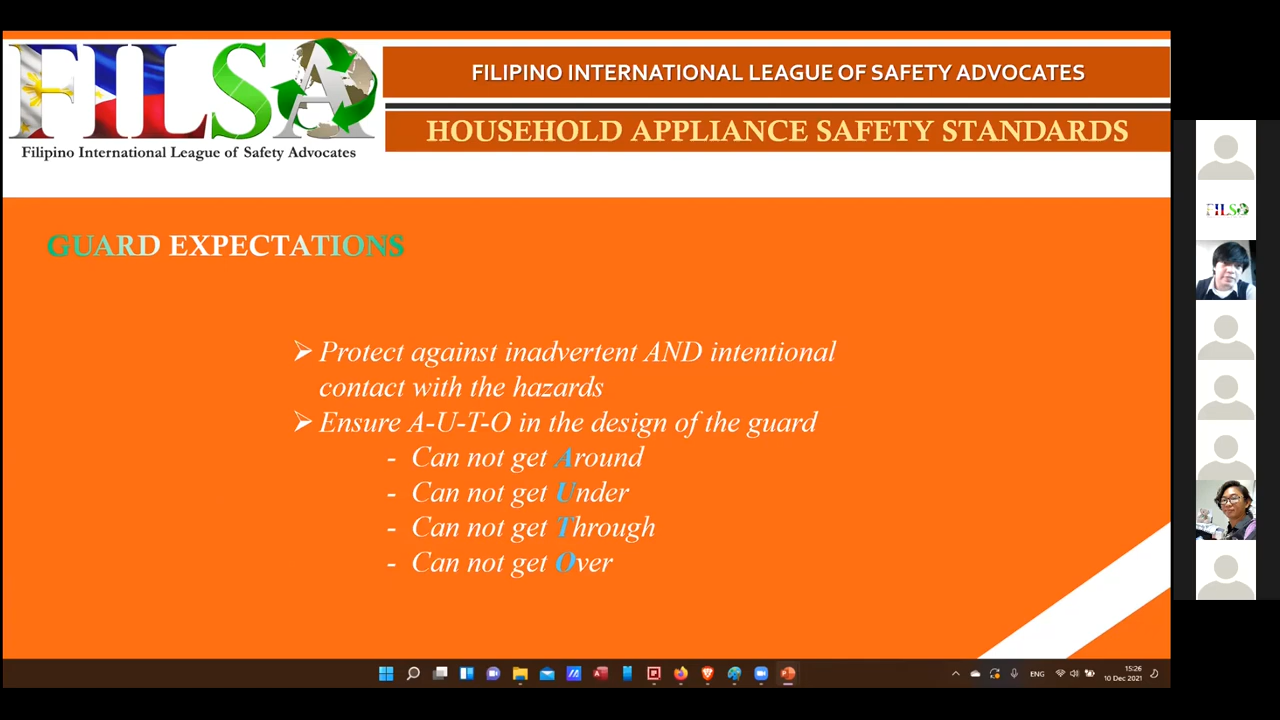 FILSA
Filipino International League of Safety Advocates
FILIPINO INTERNATIONAL LEAGUE OF SAFETY ADVOCATES
HOUSEHOLD APPLIANCE SAFETY STANDARDS
GUARD EXPECTATIONS
➢ Protect against inadvertent AND intentional
contact with the hazards
➢ Ensure A-U-T-O in the design of the guard
- Can not get Around
- Can not get Under
- Can not get Through
- Can not get Over
FILSA
ENG
15:26
10 Dec 2021